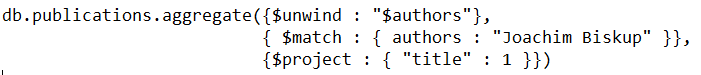 db.publications.aggregate({$unwind : "$authors"},
{ $match : { authors : "Joachim Biskup" }},
{$project : { "title" : 1 }})